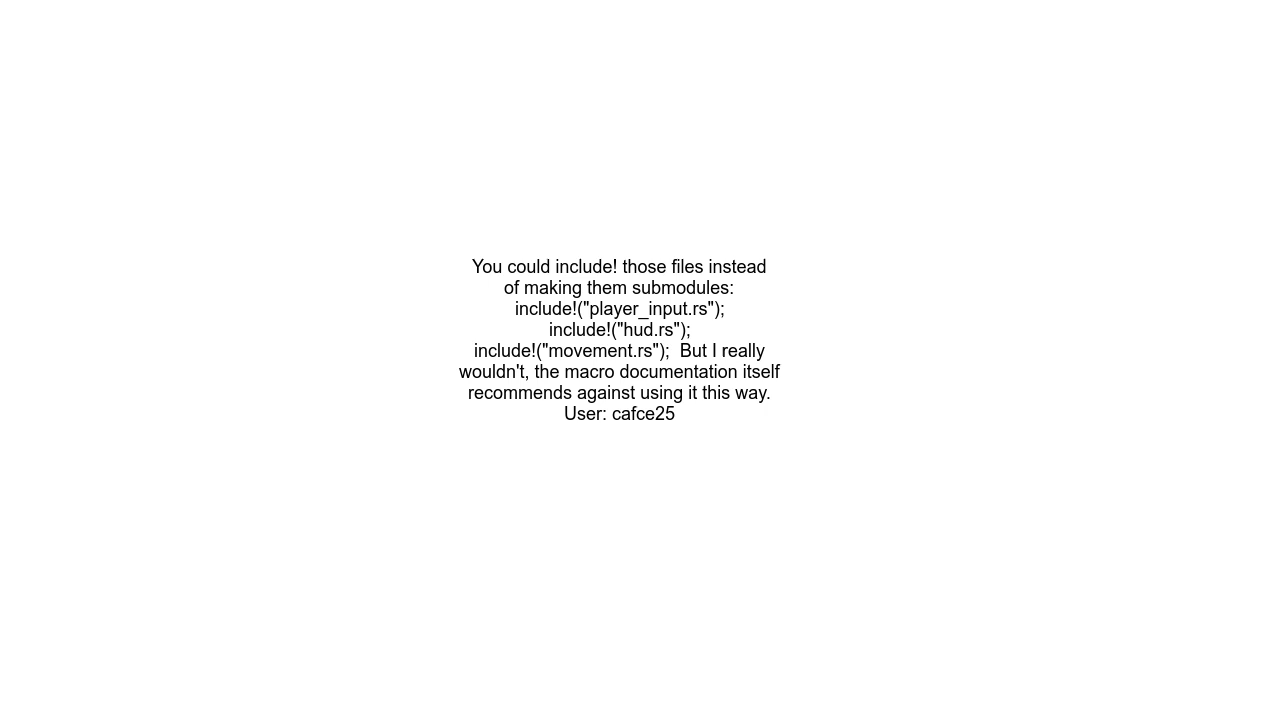 You could include! those files instead
of making them submodules:
include!("player_input.rs");
include!("hud.rs");
include!("movement.rs");  But I really
wouldn't, the macro documentation itself
recommends against using it this way.
User: cafce25